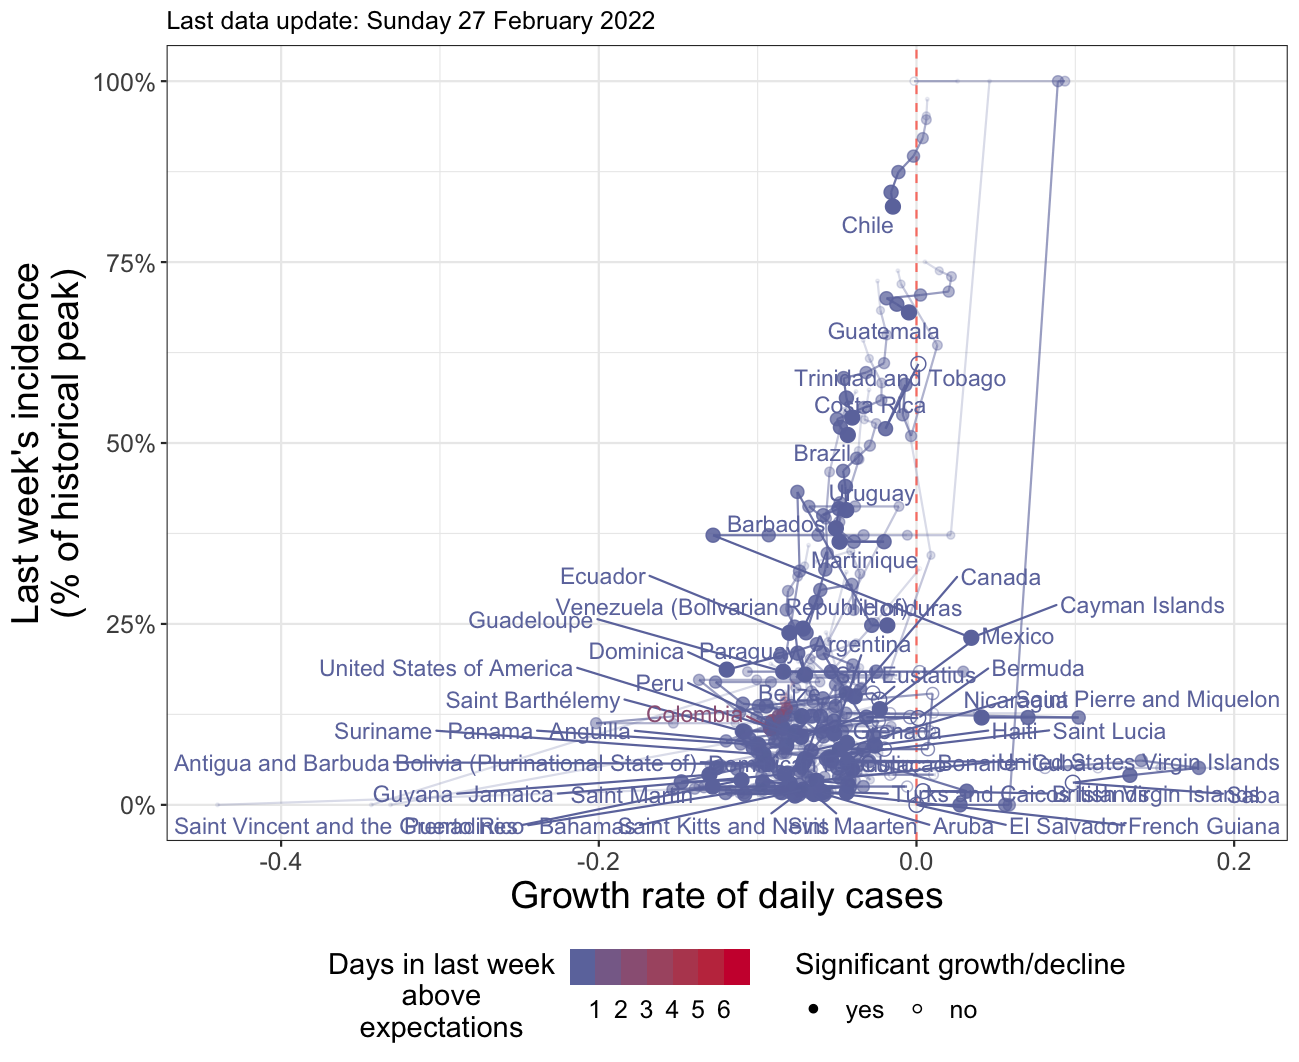 Last data update: Sunday 27 February 2022
Last week's incidence
(% of historical peak)
100%
75%
50%
25%
0%
Chile
Guatemala
Trinidad and Tobago
Costa Rica
Brazil
Uruguay
Barbados
Martinique
Ecuador
Canada
Venezuela (Bolivarian Republic of)
Honduras
Cayman Islands
Guadeloupe
Mexico
Dominica
Paraguay
Argentina
United States of America
Bermuda
Peru
Sint Eustatius
Saint Barthélemy
Belize
Nicaragua
Saint Pierre and Miquelon
Colombia
Suriname
Panama
Anguilla
Grenada
Haiti
Saint Lucia
Antigua and Barbuda
Bolivia (Plurinational State of)
Bonaire
Cuba
United States Virgin Islands
Guyana
Jamaica
Saint Martin
Turks and Caicos Islands
British Virgin Islands
Saba
Saint Vincent and the Grenadines
Puerto Rico
Bahamas
Saint Kitts and Nevis
Sint Maarten
Aruba
El Salvador
French Guiana
-0.4
-0.2
0.0
0.2
Growth rate of daily cases
Days in last week
above
expectations
1 2 3 4 5 6
Significant growth/decline
yes
no